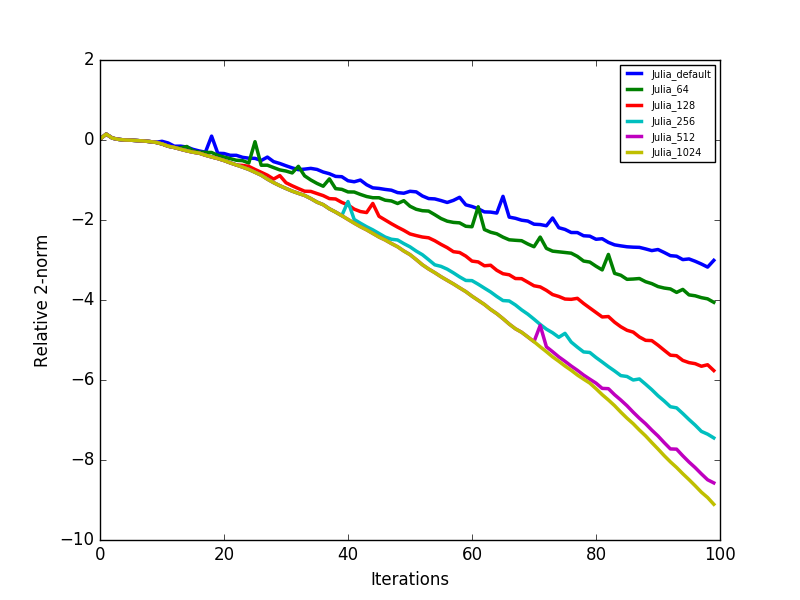 2
0
−2
−4
−6
−8
−10
0 20 40 60 80 100
Relative 2-norm
Iterations
Julia_default
Julia_64
Julia_128
Julia_256
Julia_512
Julia_1024